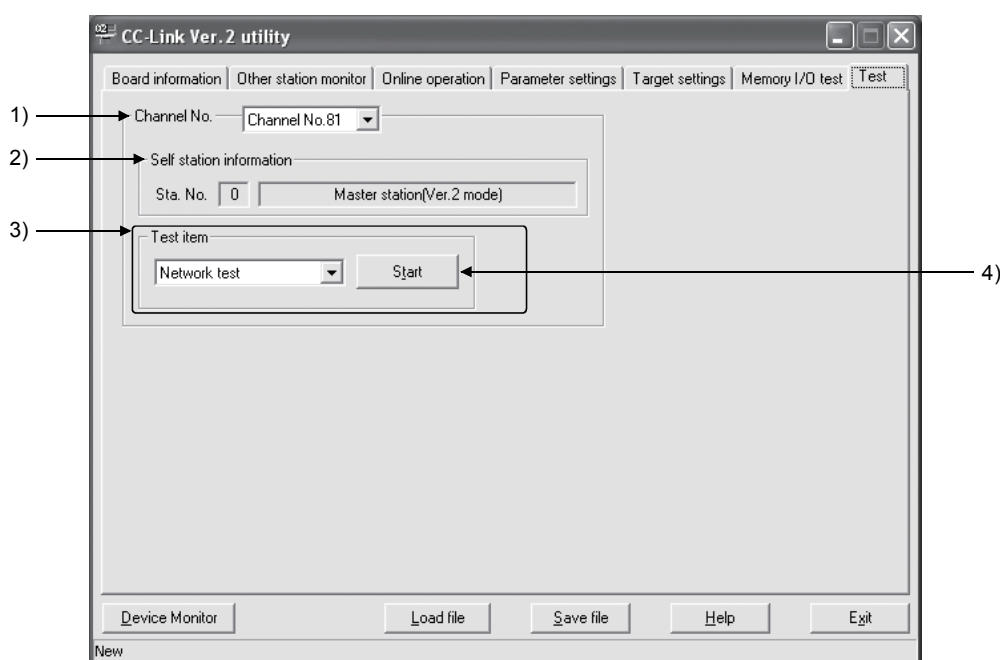 CC-Link Ver.2 utility
Board information Other station monitor Online operation Parameter settings Target settings Memory I/O test Test
1) Channel No. Channel No.81
2) Self station information
Sta. No. 0 Master station(Ver.2 mode)
3) Test item
Network test Start 4)
Device Monitor Load file Save file Help Exit
New